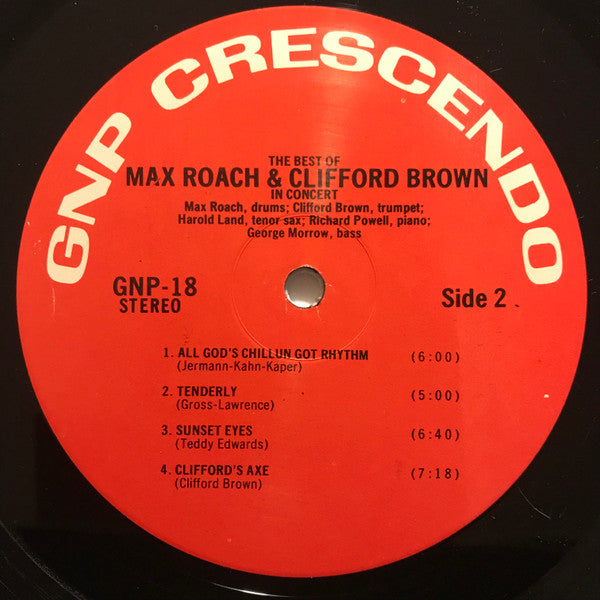 GNP CRESCENDO
THE BEST OF
MAX ROACH & CLIFFORD BROWN
IN CONCERT
Max Roach, drums; Clifford Brown, trumpet;
Harold Land, tenor sax; Richard Powell, piano;
George Morrow, bass
GNP-18
STEREO
Side 2
1. ALL GOD'S CHILLUN GOT RHYTHM (6:00)
(Jermann-Kahn-Kaper)
2. TENDERLY (5:00)
(Gross-Lawrence)
3. SUNSET EYES (6:40)
(Teddy Edwards)
4. CLIFFORD'S AXE (7:18)
(Clifford Brown)